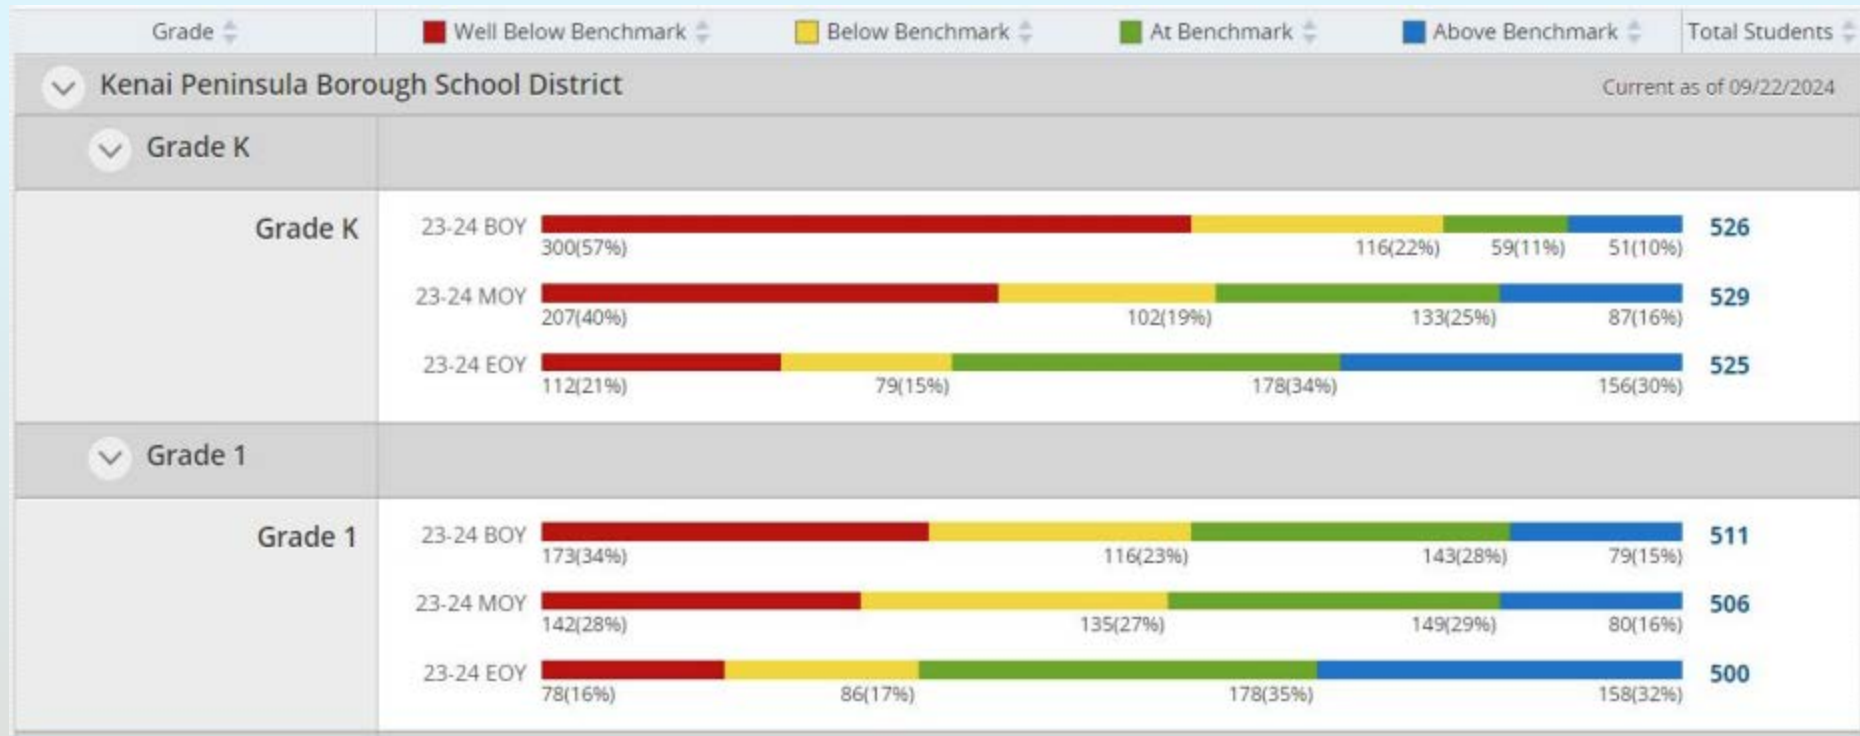 Grade Well Below Benchmark Below Benchmark At Benchmark Above Benchmark Total Students
Kenai Peninsula Borough School District Current as of 09/22/2024
Grade K
Grade K 23-24 BOY 526
300(57%) 116(22%) 59(11%) 51(10%)
23-24 MOY 529
207(40%) 102(19%) 133(25%) 87(16%)
23-24 EOY 525
112(21%) 79(15%) 178(34%) 156(30%)
Grade 1
Grade 1 23-24 BOY 511
173(34%) 116(23%) 143(28%) 79(15%)
23-24 MOY 506
142(28%) 135(27%) 149(29%) 80(16%)
23-24 EOY 500
78(16%) 86(17%) 178(35%) 158(32%)